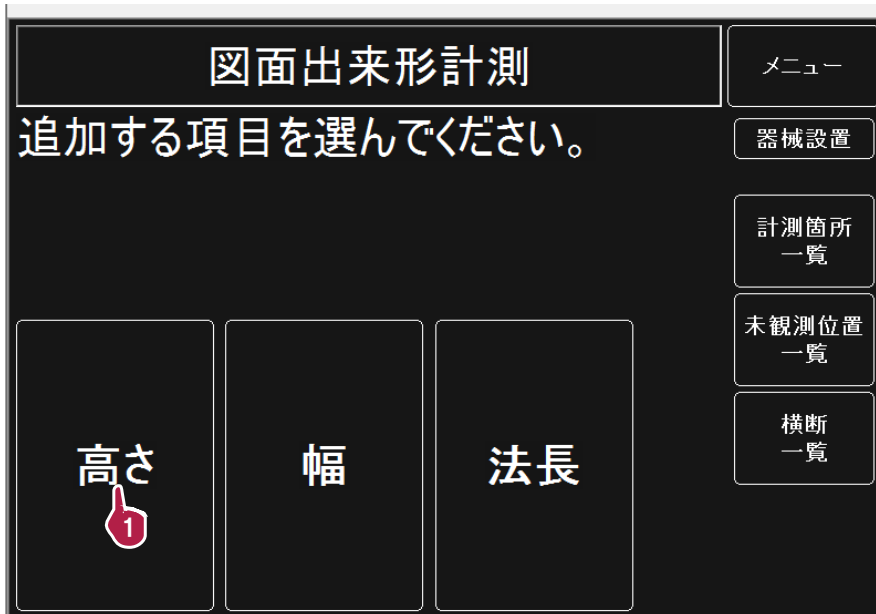 図面出来形計測
メニュー
追加する項目を選んでください。
器械設置
計測箇所
一覧
未観測位置
一覧
横断
一覧
高さ
幅
法長
1